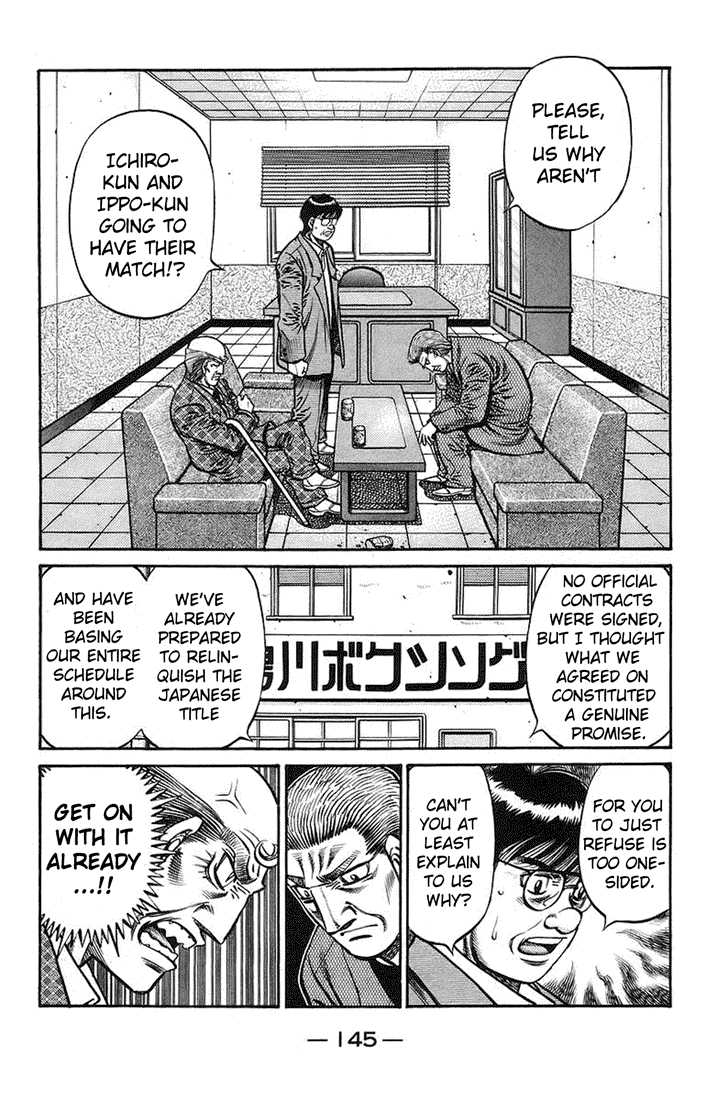 PLEASE,
TELL
US WHY
AREN'T
ICHIRO-
KUN AND
IPPO-KUN
GOING TO
HAVE THEIR
MATCH!?
NO OFFICIAL
CONTRACTS
WERE SIGNED,
BUT I THOUGHT
WHAT WE
AGREED ON
CONSTITUTED
A GENUINE
PROMISE.
WE'VE
ALREADY
PREPARED
TO RELIN-
QUISH THE
JAPANESE
TITLE
AND HAVE
BEEN
BASING
OUR ENTIRE
SCHEDULE
AROUND
THIS.
川ボクシング
FOR YOU
TO JUST
REFUSE IS
TOO ONE-
SIDED.
CAN'T
YOU AT
LEAST
EXPLAIN
TO US
WHY?
GET ON
WITH IT
ALREADY
...!!
— 145 —